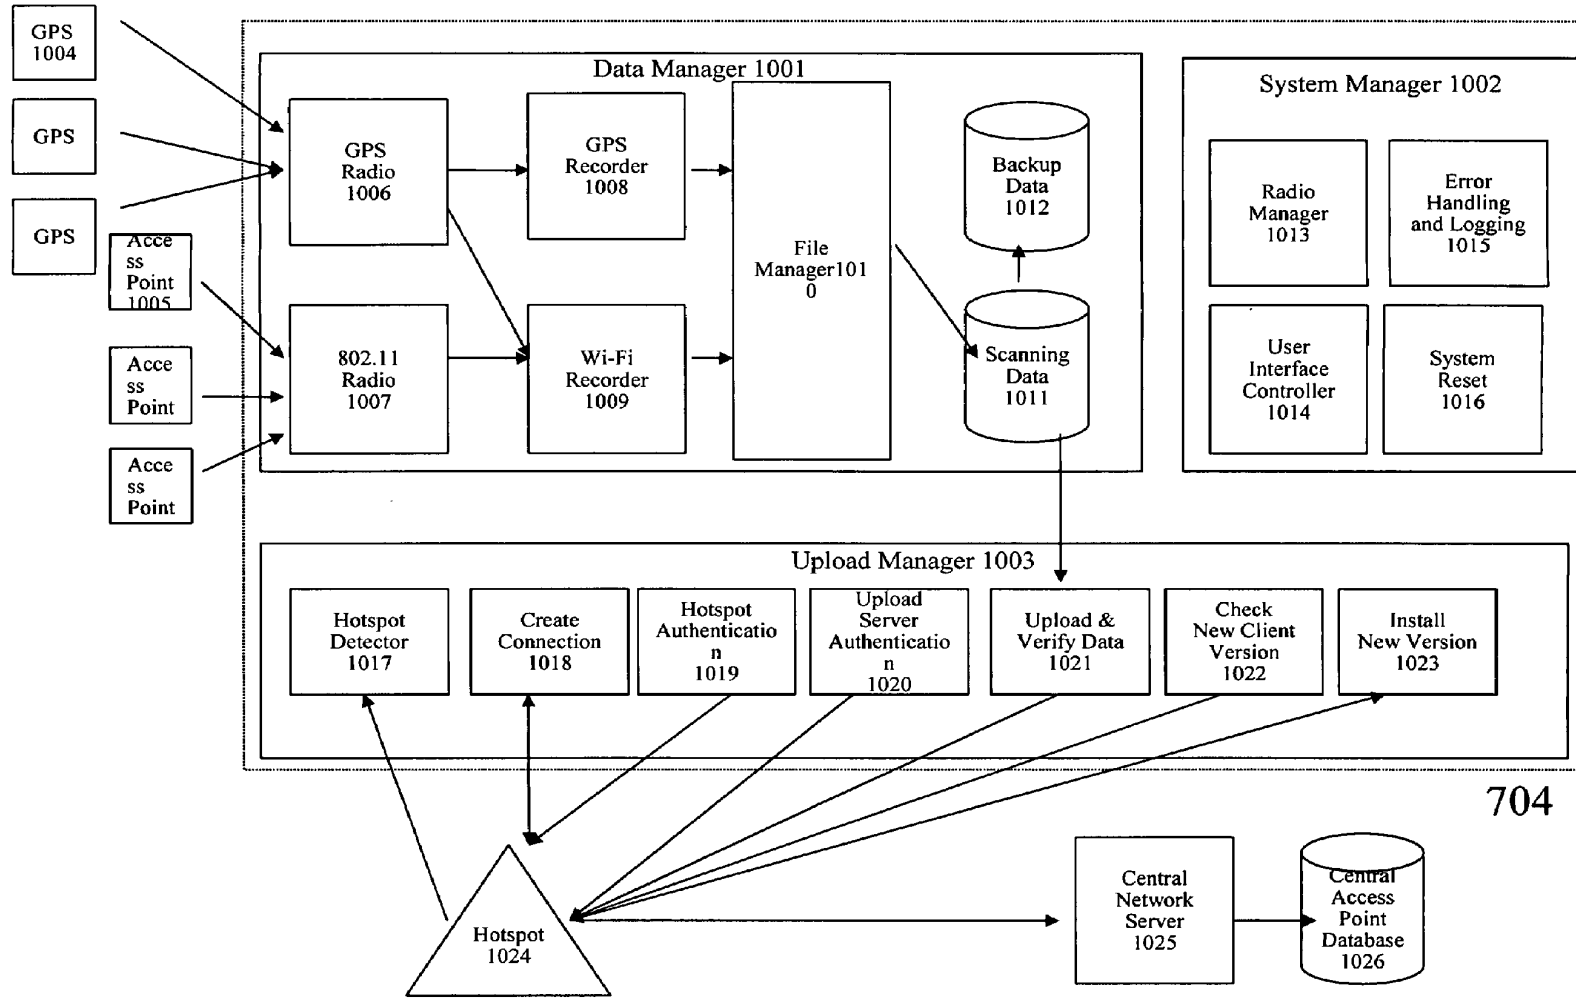 GPS
1004
GPS
GPS
Acce
ss
Point
1005
Acce
ss
Point
Acce
ss
Point
Data Manager 1001
GPS
Radio
1006
GPS
Recorder
1008
802.11
Radio
1007
Wi-Fi
Recorder
1009
File
Manager101
0
Backup
Data
1012
Scanning
Data
1011
System Manager 1002
Radio
Manager
1013
Error
Handling
and Logging
1015
User
Interface
Controller
1014
System
Reset
1016
Upload Manager 1003
Hotspot
Detector
1017
Create
Connection
1018
Hotspot
Authenticatio
n
1019
Upload
Server
Authenticatio
n
1020
Upload &
Verify Data
1021
Check
New Client
Version
1022
Install
New Version
1023
704
Hotspot
1024
Central
Network
Server
1025
Central
Access
Point
Database
1026